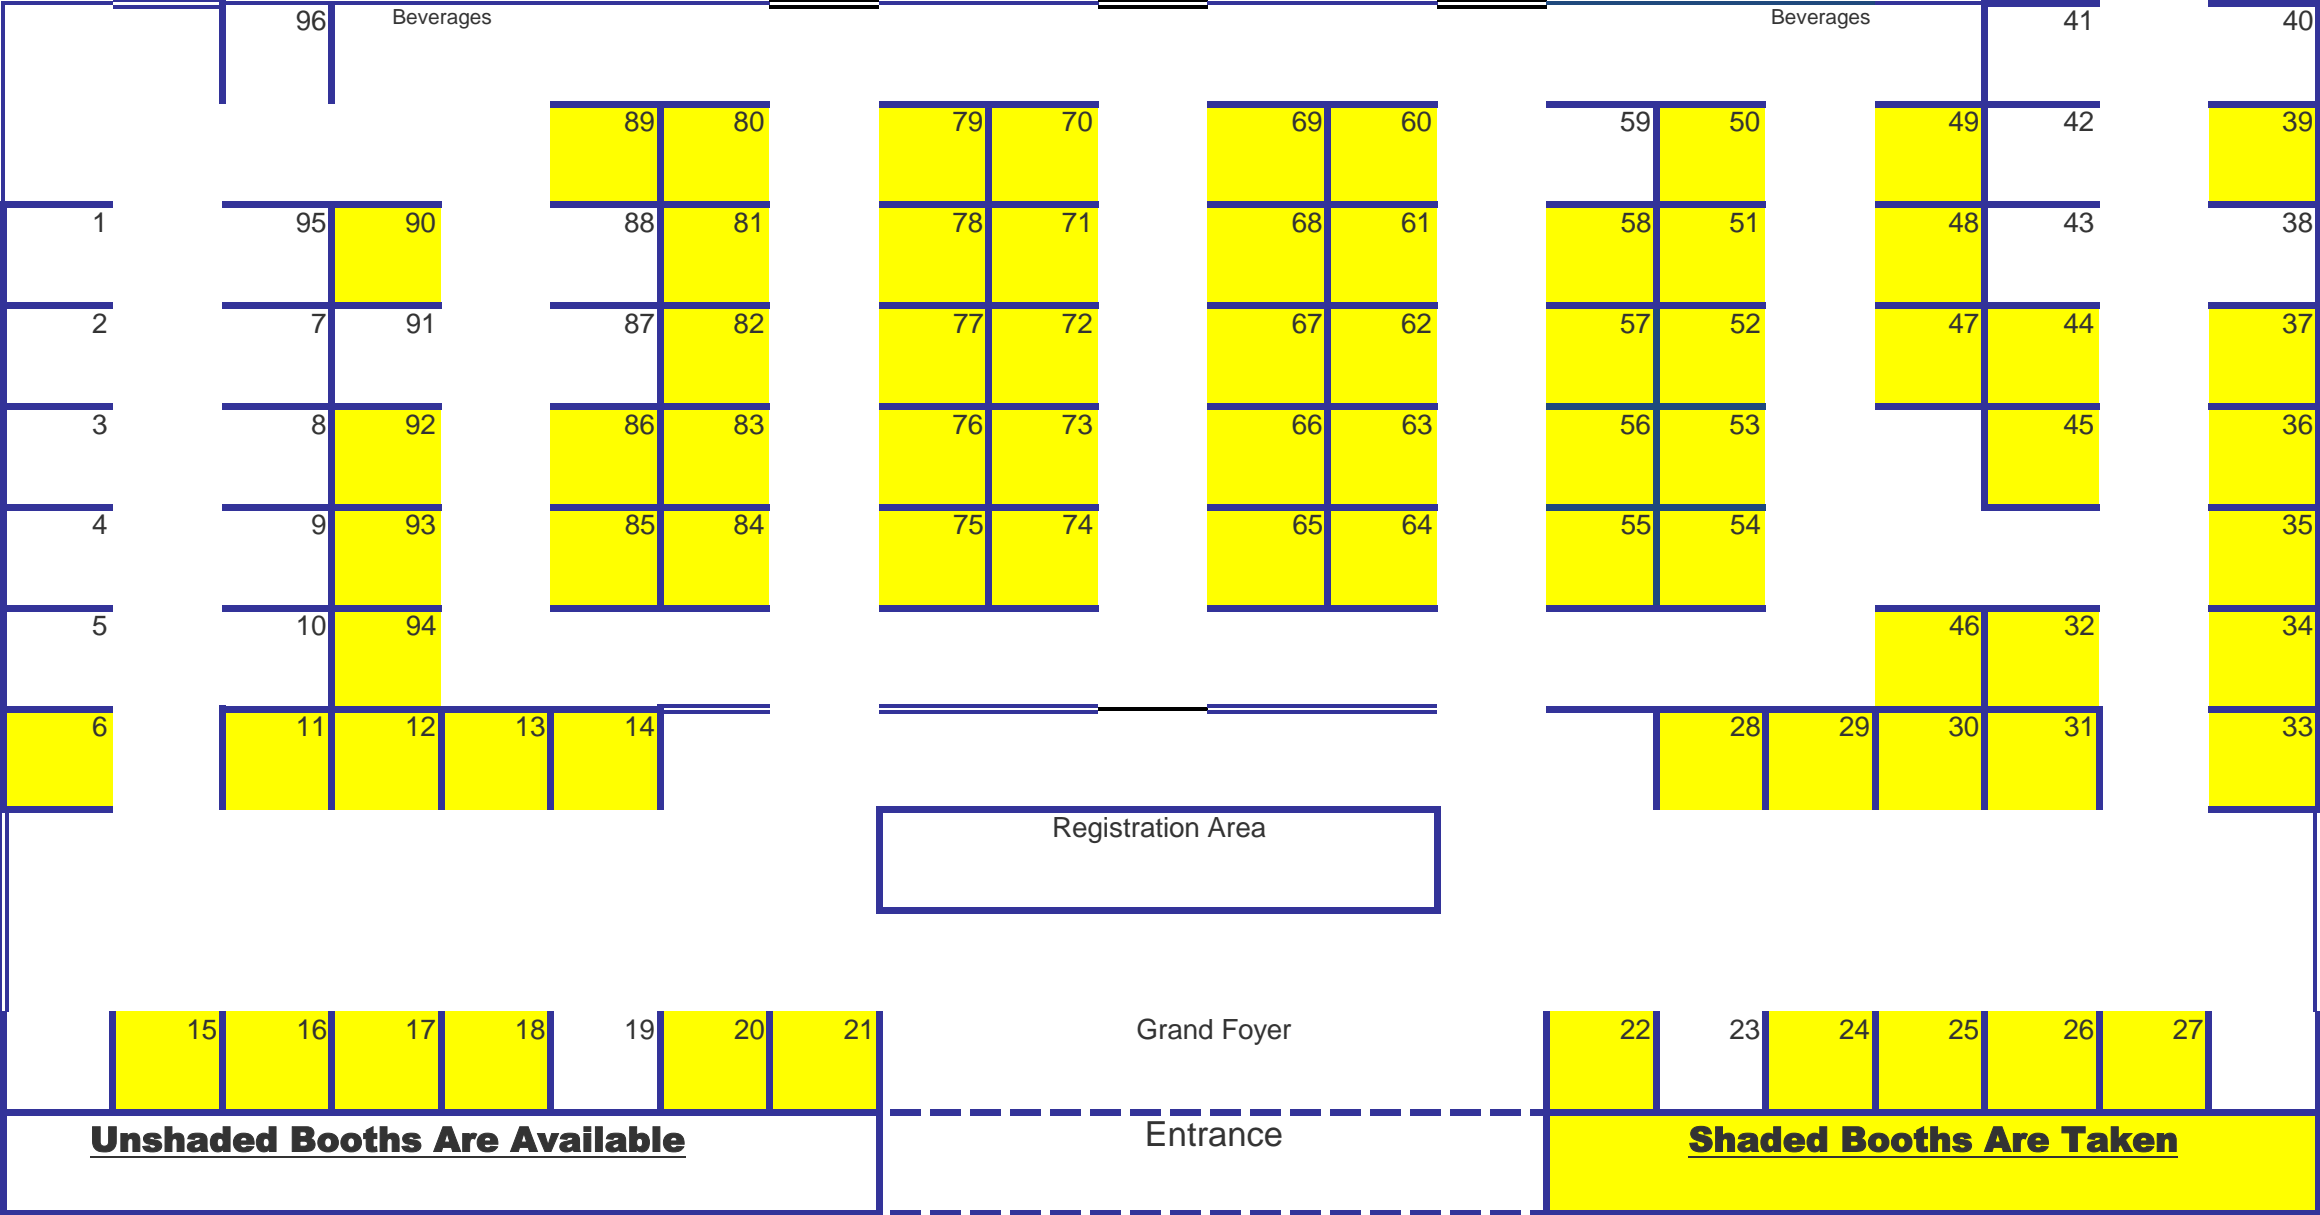 96 Beverages Beverages 41 40
89 80 79 70 69 60 59 50 49 42 39
1 95 90 88 81 78 71 68 61 58 51 48 43 38
2 7 91 87 82 77 72 67 62 57 52 47 44 37
3 8 92 86 83 76 73 66 63 56 53 45 36
4 9 93 85 84 75 74 65 64 55 54 35
5 10 94 46 32 34
6 11 12 13 14 28 29 30 31 33
Registration Area
15 16 17 18 19 20 21 Grand Foyer 22 23 24 25 26 27
Unshaded Booths Are Available Entrance Shaded Booths Are Taken